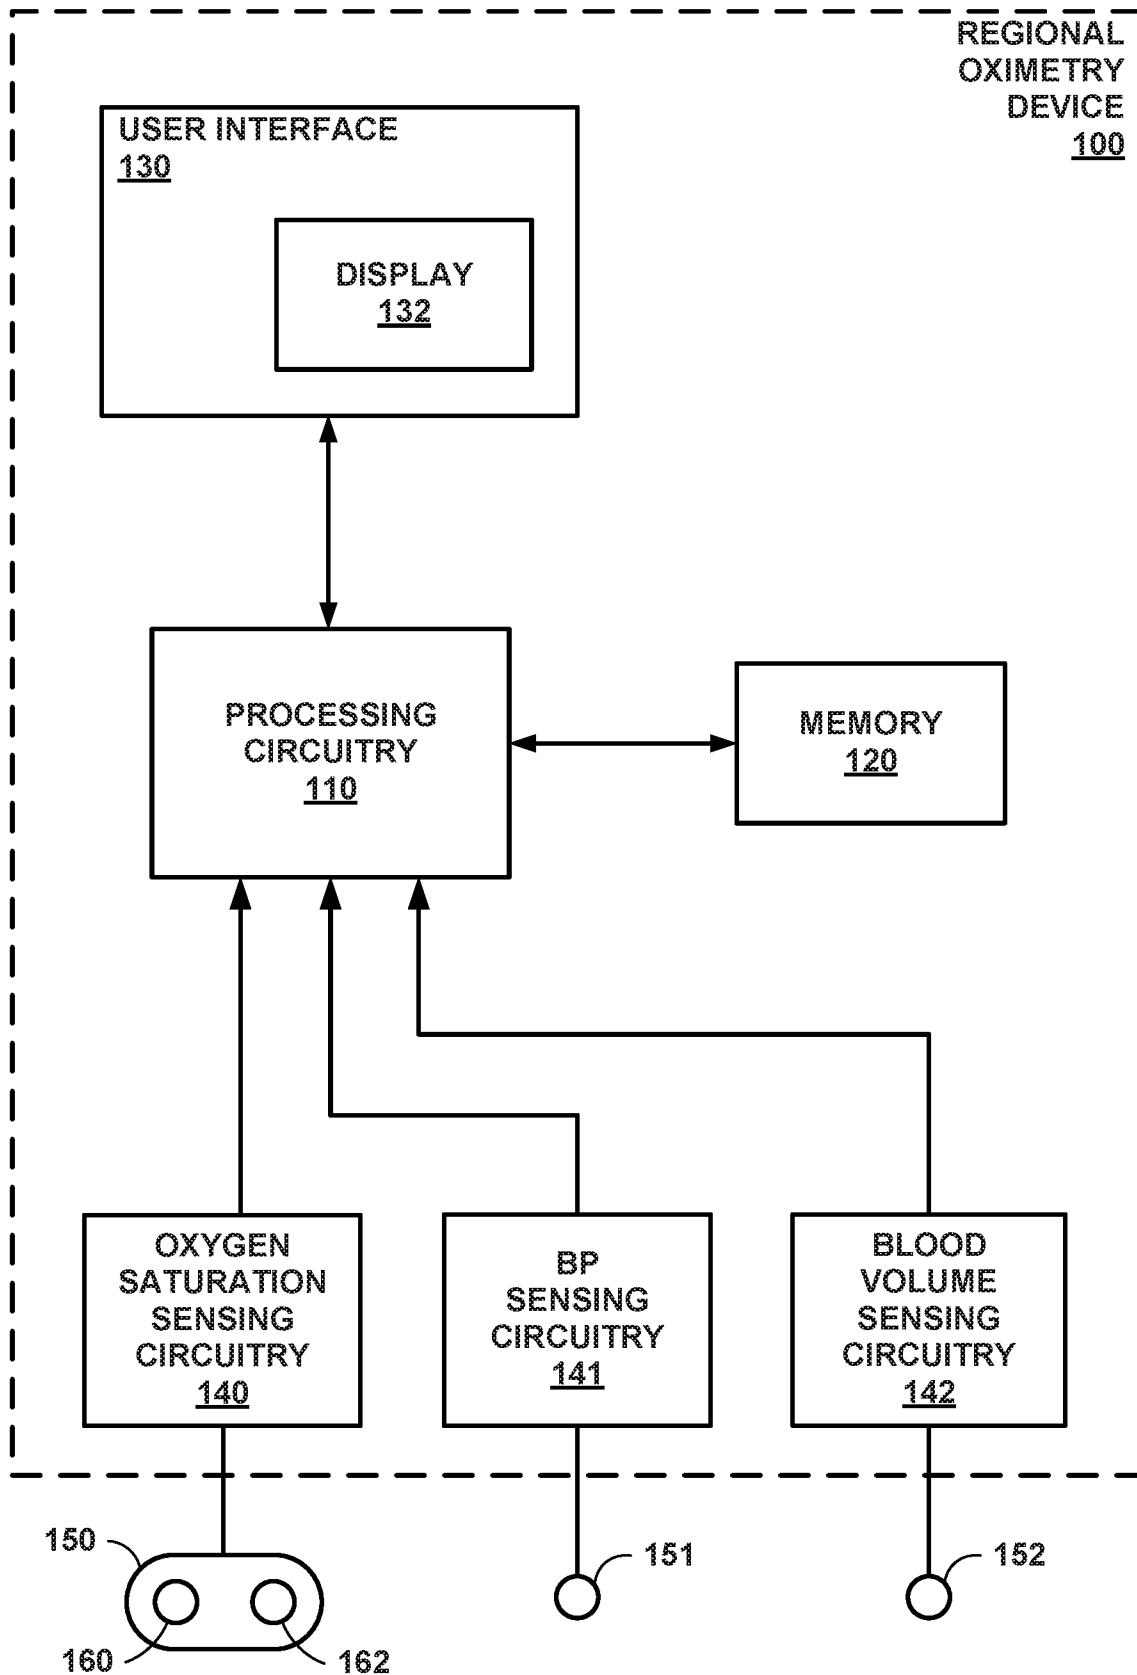 REGIONAL
OXIMETRY
DEVICE
100
USER INTERFACE
130
DISPLAY
132
PROCESSING
CIRCUITRY
110
MEMORY
120
OXYGEN
SATURATION
SENSING
CIRCUITRY
140
BP
SENSING
CIRCUITRY
141
BLOOD
VOLUME
SENSING
CIRCUITRY
142
150
151
152
160
162